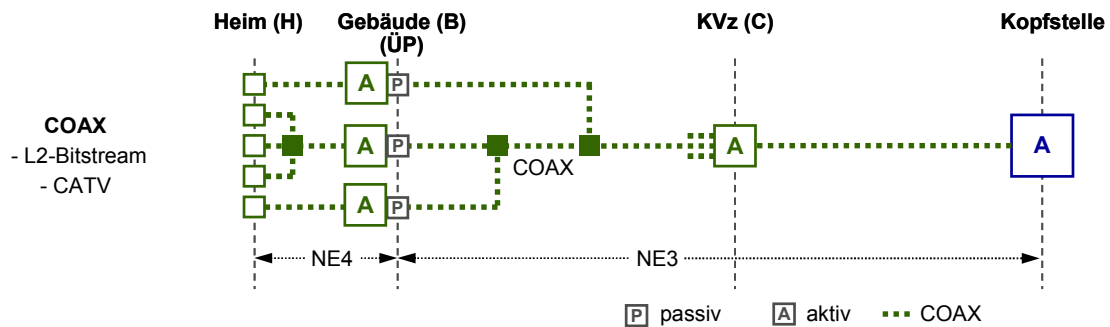 Heim (H)
Gebäude (B)
(ÜP)
KVz (C)
Kopfstelle
COAX
- L2-Bitstream
- CATV
A
P
A
P
A
P
COAX
A
A
NE4
NE3
P passiv
A aktiv
COAX